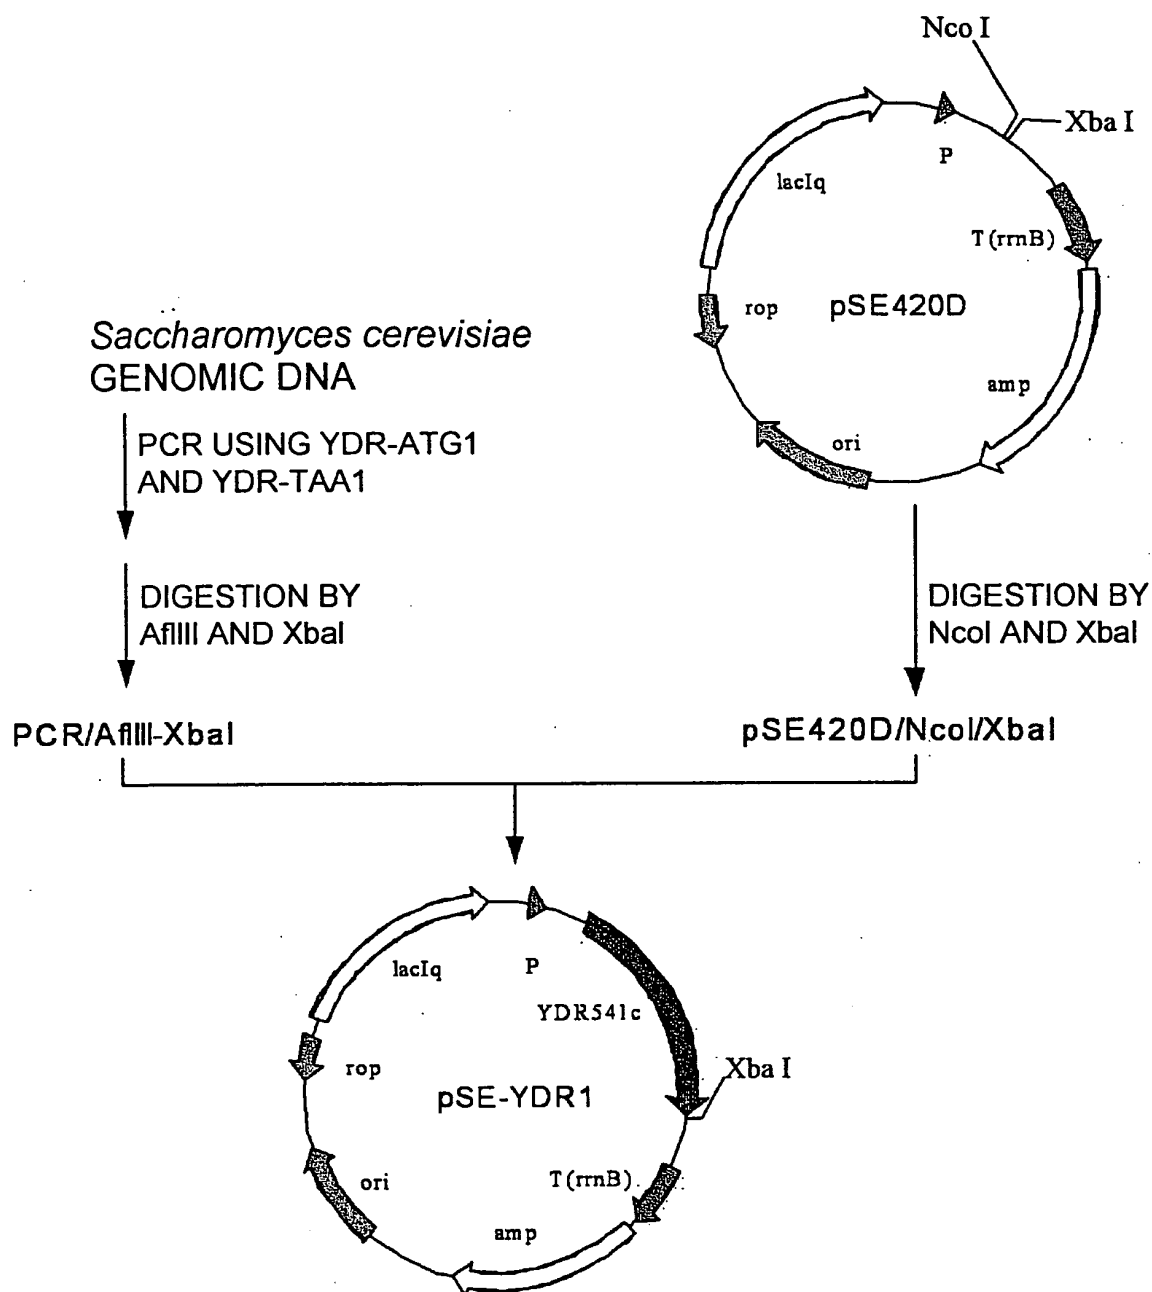 Nco I
Xba I
P
lacIq
T(rrnB)
rop
pSE420D
amp
ori
Saccharomyces cerevisiae
GENOMIC DNA
PCR USING YDR-ATG1
AND YDR-TAA1
DIGESTION BY
AflIII AND XbaI
DIGESTION BY
NcoI AND XbaI
PCR/AflIII-XbaI
pSE420D/NcoI/XbaI
lacIq
P
YDR541c
Xba I
rop
pSE-YDR1
ori
T(rrnB)
amp